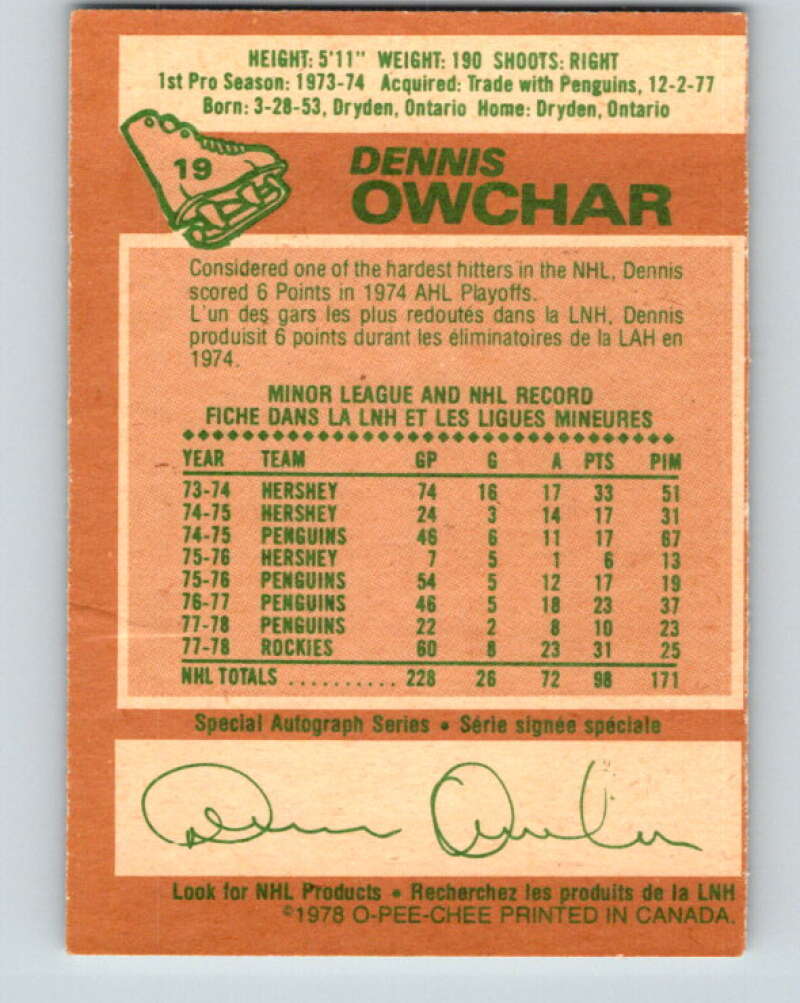 HEIGHT: 5'11" WEIGHT: 190 SHOOTS: RIGHT
1st Pro Season: 1973-74 Acquired: Trade with Penguins, 12-2-77
Born: 3-28-53, Dryden, Ontario Home: Dryden, Ontario
19
DENNIS
OWCHAR
Considered one of the hardest hitters in the NHL, Dennis
scored 6 Points in 1974 AHL Playoffs.
L'un des gars les plus redoutés dans la LNH, Dennis
produisit 6 points durant les éliminatoires de la LAH en
1974.
MINOR LEAGUE AND NHL RECORD
FICHE DANS LA LNH ET LES LIGUES MINEURES
YEAR TEAM GP G A PTS PIM
73-74 HERSHEY 74 16 17 33 51
74-75 HERSHEY 24 3 14 17 31
74-75 PENGUINS 46 6 11 17 67
75-76 HERSHEY 7 5 1 6 13
75-76 PENGUINS 54 5 12 17 19
76-77 PENGUINS 46 5 18 23 37
77-78 PENGUINS 22 2 8 10 23
77-78 ROCKIES 60 8 23 31 25
NHL TOTALS .......... 228 26 72 98 171
Special Autograph Series • Série signée spéciale
Dennis Owchar
Look for NHL Products • Recherchez les produits de la LNH
©1978 O-PEE-CHEE PRINTED IN CANADA.